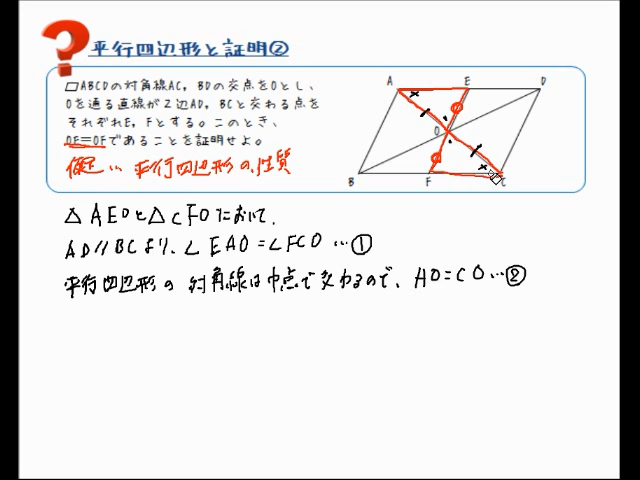 平行四辺形と証明②
□ABCDの対角線AC, BDの交点をOとし,
Oを通る直線が2辺AD, BCと交わる点を
それぞれE, Fとする。このとき,
OE=OFであることを証明せよ。
仮定…平行四辺形の性質
A E D
O
B F C
△AEOと△CFOにおいて,
AD//BCより、∠EAO=∠FCO…①
平行四辺形の対角線は中点で交わるので、AO=CO…②